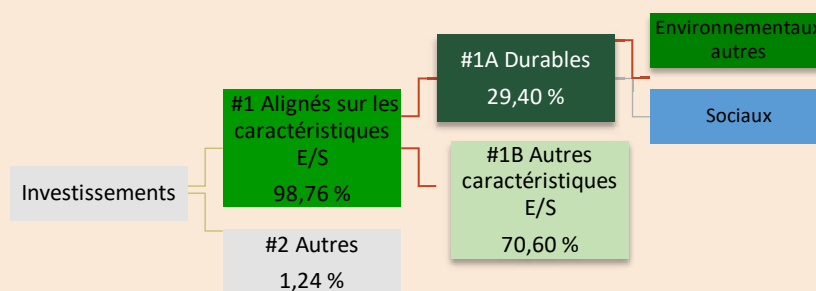 Investissements
#1 Alignés sur les
caractéristiques
E/S
98,76 %
#2 Autres
1,24 %
#1A Durables
29,40 %
#1B Autres
caractéristiques
E/S
70,60 %
Environnementaux
autres
Sociaux